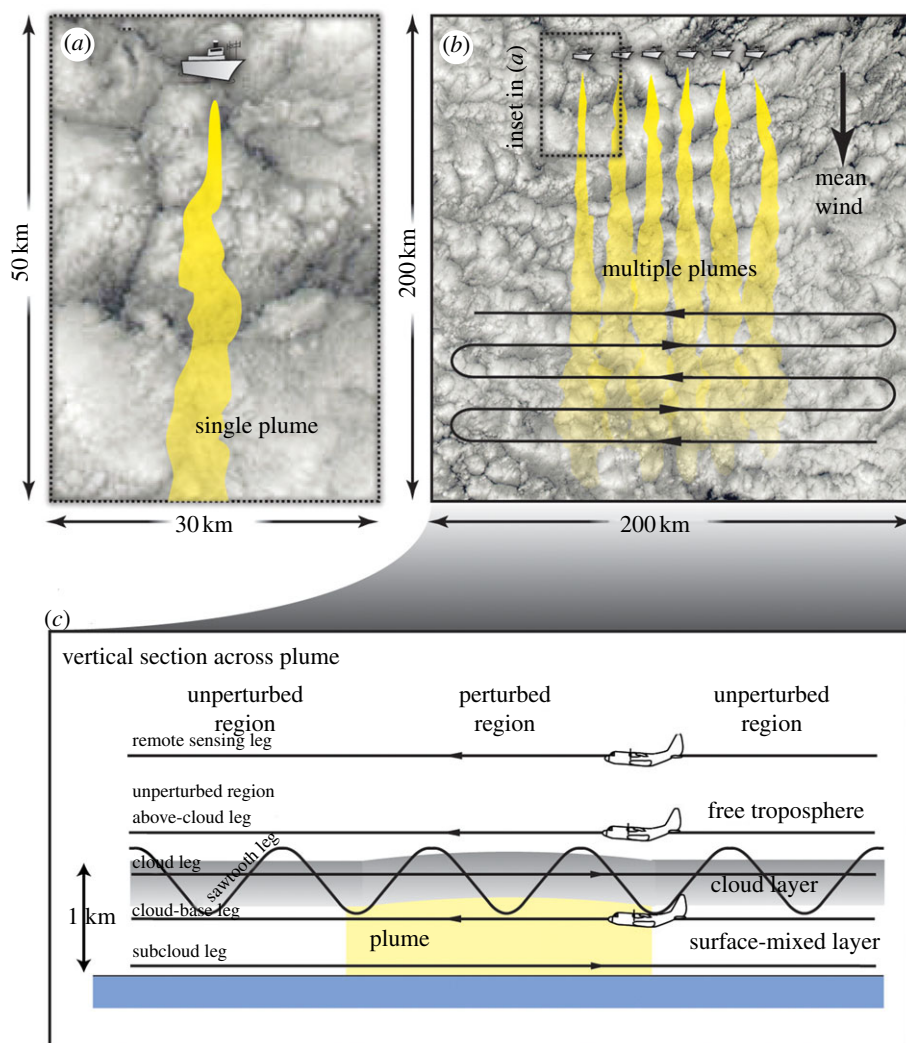 (a)
50 km
single plume
30 km
(b)
inset in (a)
mean
wind
multiple plumes
200 km
200 km
(c)
vertical section across plume
unperturbed
region
perturbed
region
unperturbed
region
remote sensing leg
unperturbed region
above-cloud leg
free troposphere
cloud leg
sawtooth leg
cloud layer
1 km
cloud-base leg
plume
surface-mixed layer
subcloud leg